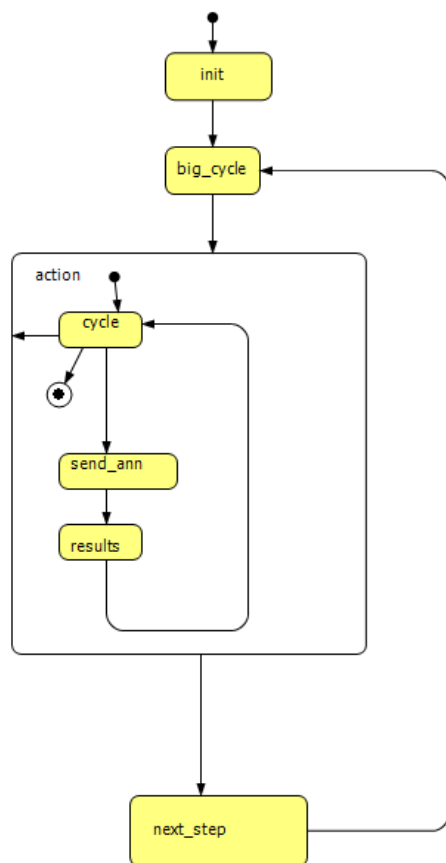 init
big_cycle
action
cycle
send_ann
results
next_step